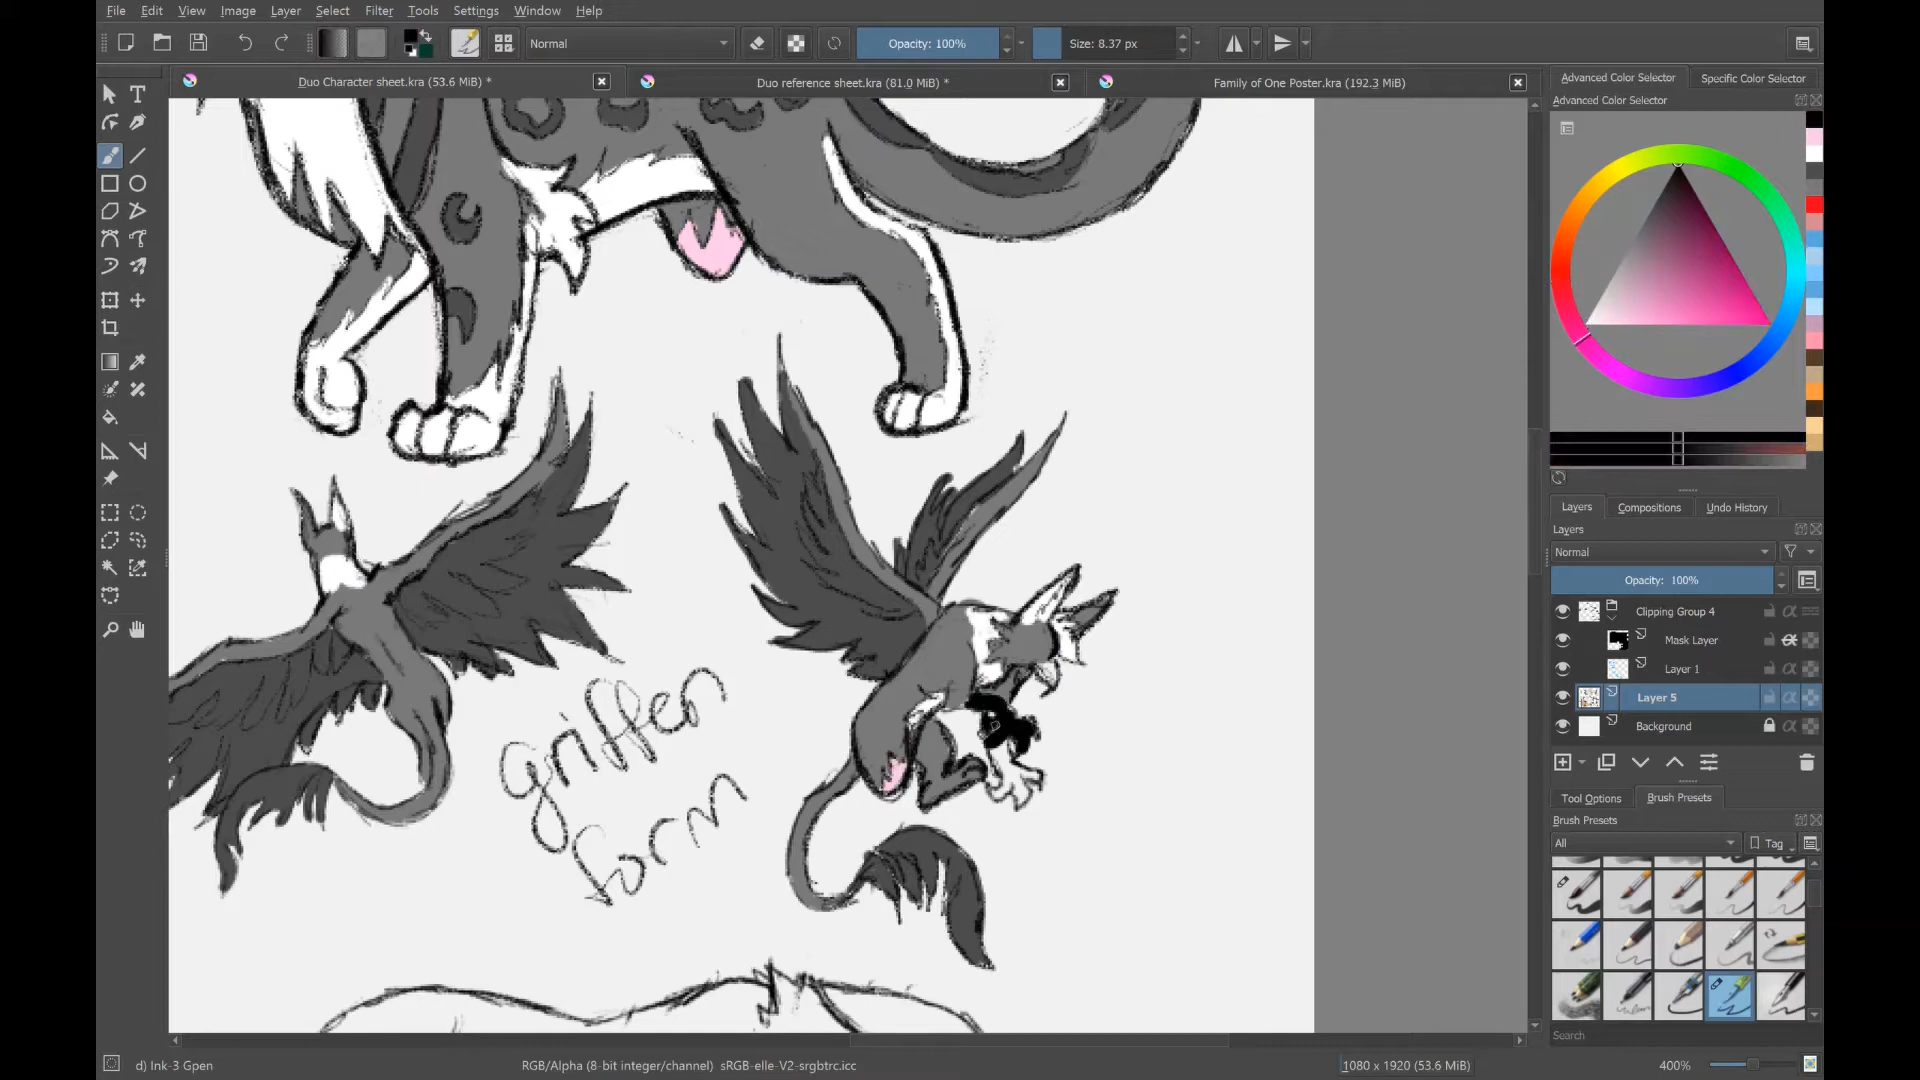 File Edit View Image Layer Select Filter Tools Settings Window Help
Normal Opacity: 100% Size: 8.37 px
Duo Character sheet.kra (53.6 MiB) * Duo reference sheet.kra (81.0 MiB) * Family of One Poster.kra (192.3 MiB)
Advanced Color Selector Specific Color Selector
Advanced Color Selector
T
griffen
form
Layers Compositions Undo History
Layers
Normal
Opacity: 100%
Clipping Group 4
Mask Layer
Layer 1
Layer 5
Background
Tool Options Brush Presets
Brush Presets
All Tag
Search
d) Ink-3 Gpen RGB/Alpha (8-bit integer/channel) sRGB-elle-V2-srgbtrc.icc 1080 x 1920 (53.6 MiB) 400%